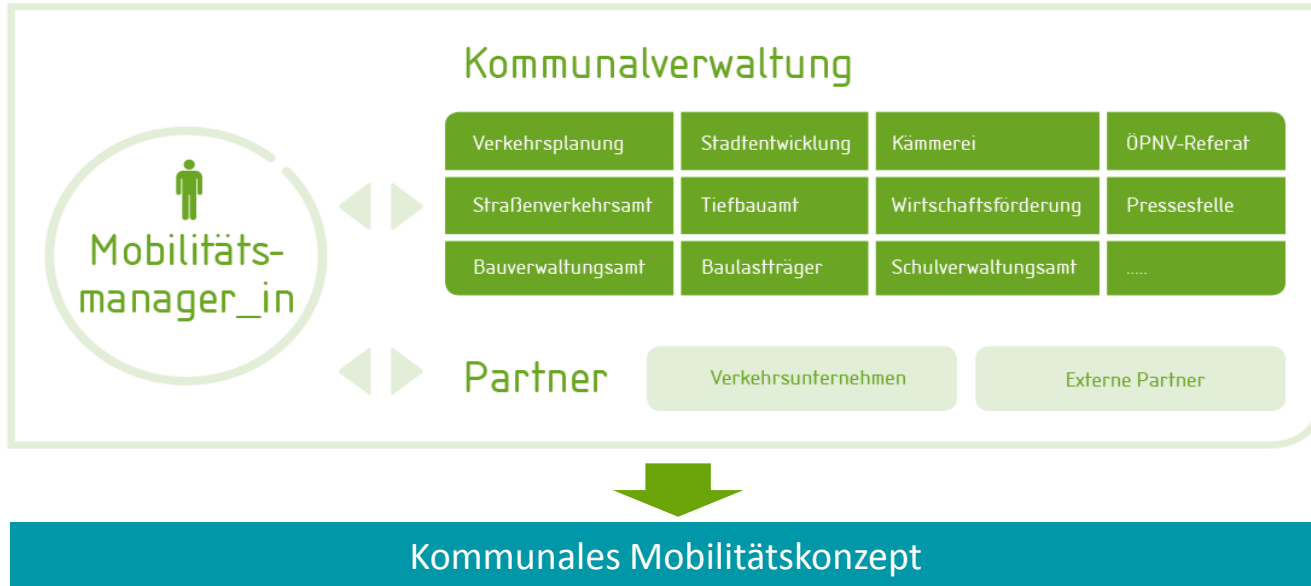 Kommunalverwaltung
Verkehrsplanung Stadtentwicklung Kämmerei ÖPNV-Referat
Straßenverkehrsamt Tiefbauamt Wirtschaftsförderung Pressestelle
Bauverwaltungsamt Baulastträger Schulverwaltungsamt .....
Mobilitäts-
manager_in
Partner Verkehrsunternehmen Externe Partner
Kommunales Mobilitätskonzept